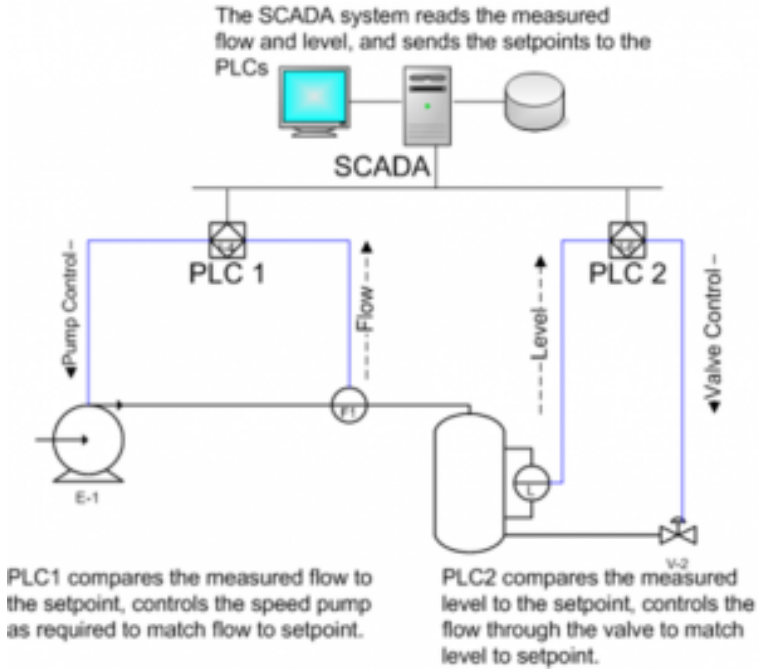 The SCADA system reads the measured
flow and level, and sends the setpoints to the
PLCs
SCADA
PLC 1
PLC 2
Pump Control
Flow
Level
Valve Control
F1
E-1
L
V-2
PLC1 compares the measured flow to
the setpoint, controls the speed pump
as required to match flow to setpoint.
PLC2 compares the measured
level to the setpoint, controls the
flow through the valve to match
level to setpoint.